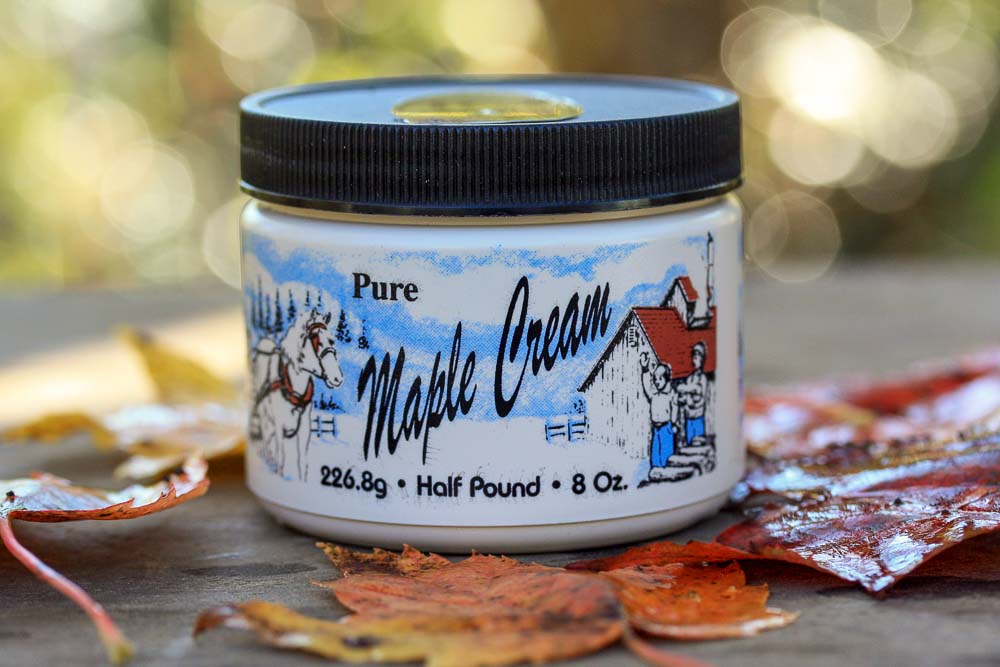 Pure
Maple Cream
226.8g • Half Pound • 8 Oz.